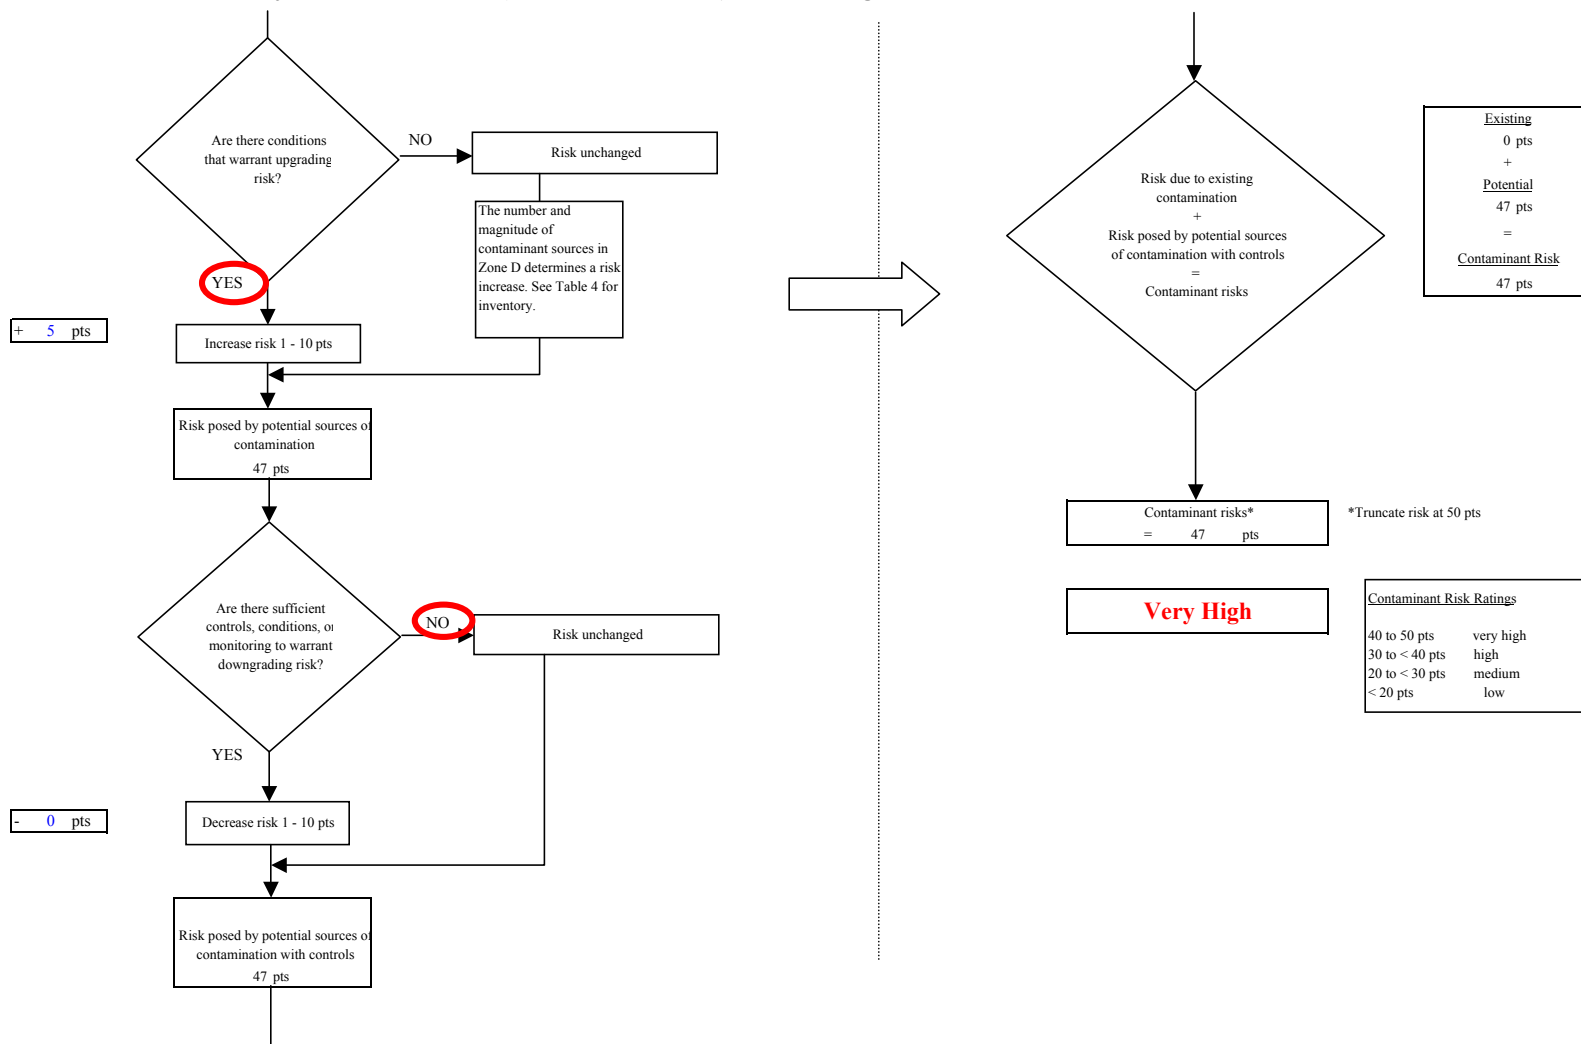 Are there conditions
that warrant upgrading
risk?
NO
Risk unchanged
The number and
magnitude of
contaminant sources in
Zone D determines a risk
increase. See Table 4 for
inventory.
YES
+ 5 pts
Increase risk 1 - 10 pts
Risk posed by potential sources of
contamination
47 pts
Are there sufficient
controls, conditions, or
monitoring to warrant
downgrading risk?
NO
Risk unchanged
YES
- 0 pts
Decrease risk 1 - 10 pts
Risk posed by potential sources of
contamination with controls
47 pts
Risk due to existing
contamination
+
Risk posed by potential sources
of contamination with controls
=
Contaminant risks
Existing
0 pts
+
Potential
47 pts
=
Contaminant Risk
47 pts
Contaminant risks*
= 47 pts
*Truncate risk at 50 pts
Very High
Contaminant Risk Ratings
40 to 50 pts very high
30 to < 40 pts high
20 to < 30 pts medium
< 20 pts low